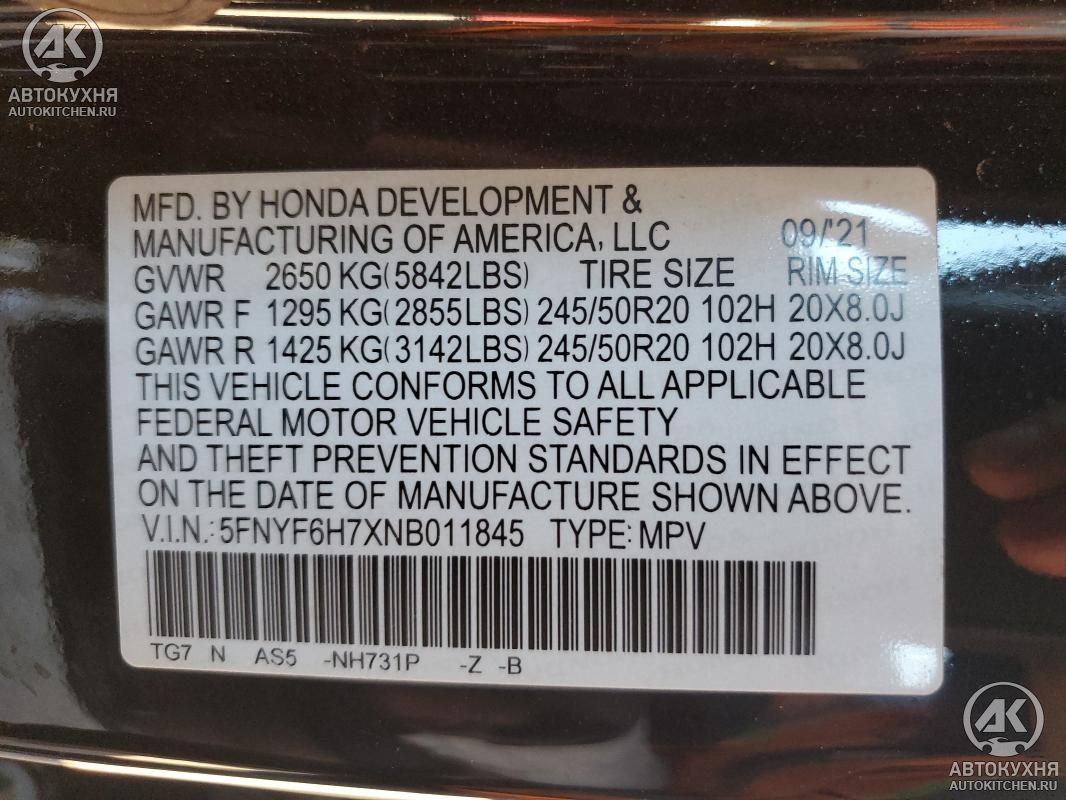 AK
АВТОКУХНЯ
AUTOKITCHEN.RU
MFD. BY HONDA DEVELOPMENT &
MANUFACTURING OF AMERICA, LLC 09/'21
GVWR 2650 KG(5842LBS) TIRE SIZE RIM SIZE
GAWR F 1295 KG(2855LBS) 245/50R20 102H 20X8.0J
GAWR R 1425 KG(3142LBS) 245/50R20 102H 20X8.0J
THIS VEHICLE CONFORMS TO ALL APPLICABLE
FEDERAL MOTOR VEHICLE SAFETY
AND THEFT PREVENTION STANDARDS IN EFFECT
ON THE DATE OF MANUFACTURE SHOWN ABOVE.
V.I.N.: 5FNYF6H7XNB011845 TYPE: MPV
TG7 N AS5 -NH731P -Z -B
AK
АВТОКУХНЯ
AUTOKITCHEN.RU